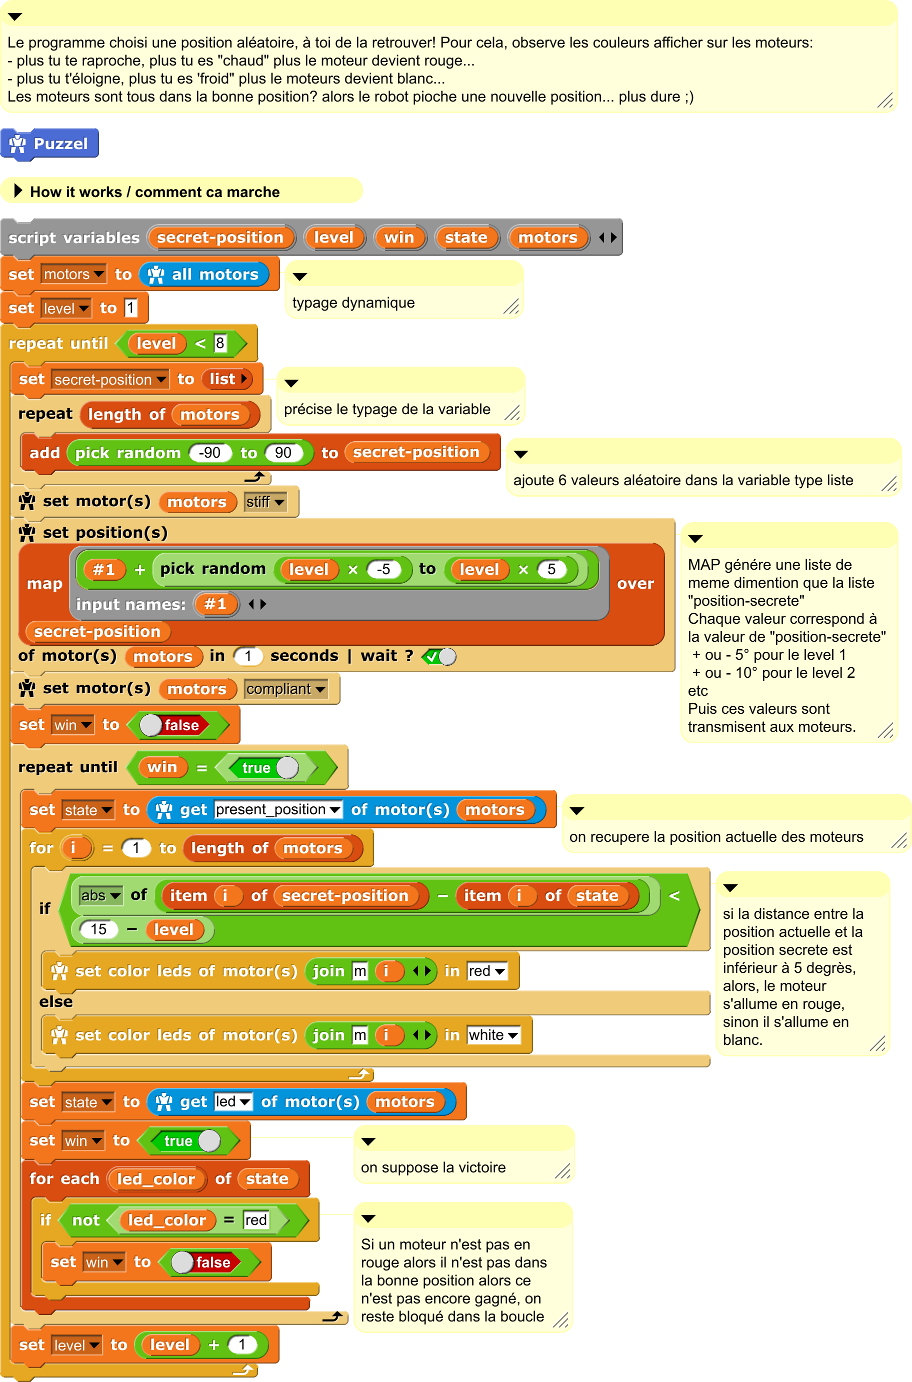 Le programme choisi une position aléatoire, à toi de la retrouver! Pour cela, observe les couleurs afficher sur les moteurs:
- plus tu te raproche, plus tu es "chaud" plus le moteur devient rouge...
- plus tu t'éloigne, plus tu es 'froid" plus le moteurs devient blanc...
Les moteurs sont tous dans la bonne position? alors le robot pioche une nouvelle position... plus dure ;)
Puzzel
How it works / comment ca marche
script variables secret-position level win state motors
set motors to all motors
typage dynamique
set level to 1
repeat until level < 8
set secret-position to list
précise le typage de la variable
repeat length of motors
add pick random -90 to 90 to secret-position
ajoute 6 valeurs aléatoire dans la variable type liste
set motor(s) motors stiff
set position(s)
map #1 + pick random level × -5 to level × 5 over
input names: #1
secret-position
of motor(s) motors in 1 seconds | wait ?
MAP génére une liste de
meme dimention que la liste
"position-secrete"
Chaque valeur correspond à
la valeur de "position-secrete"
+ ou - 5° pour le level 1
+ ou - 10° pour le level 2
etc
Puis ces valeurs sont
transmisent aux moteurs.
set motor(s) motors compliant
set win to false
repeat until win = true
set state to get present_position of motor(s) motors
on recupere la position actuelle des moteurs
for i = 1 to length of motors
if abs of item i of secret-position - item i of state <
15 - level
si la distance entre la
position actuelle et la
position secrete est
inférieur à 5 degrès,
alors, le moteur
s'allume en rouge,
sinon il s'allume en
blanc.
set color leds of motor(s) join m i in red
else
set color leds of motor(s) join m i in white
set state to get led of motor(s) motors
set win to true
on suppose la victoire
for each led_color of state
if not led_color = red
set win to false
Si un moteur n'est pas en
rouge alors il n'est pas dans
la bonne position alors ce
n'est pas encore gagné, on
reste bloqué dans la boucle
set level to level + 1